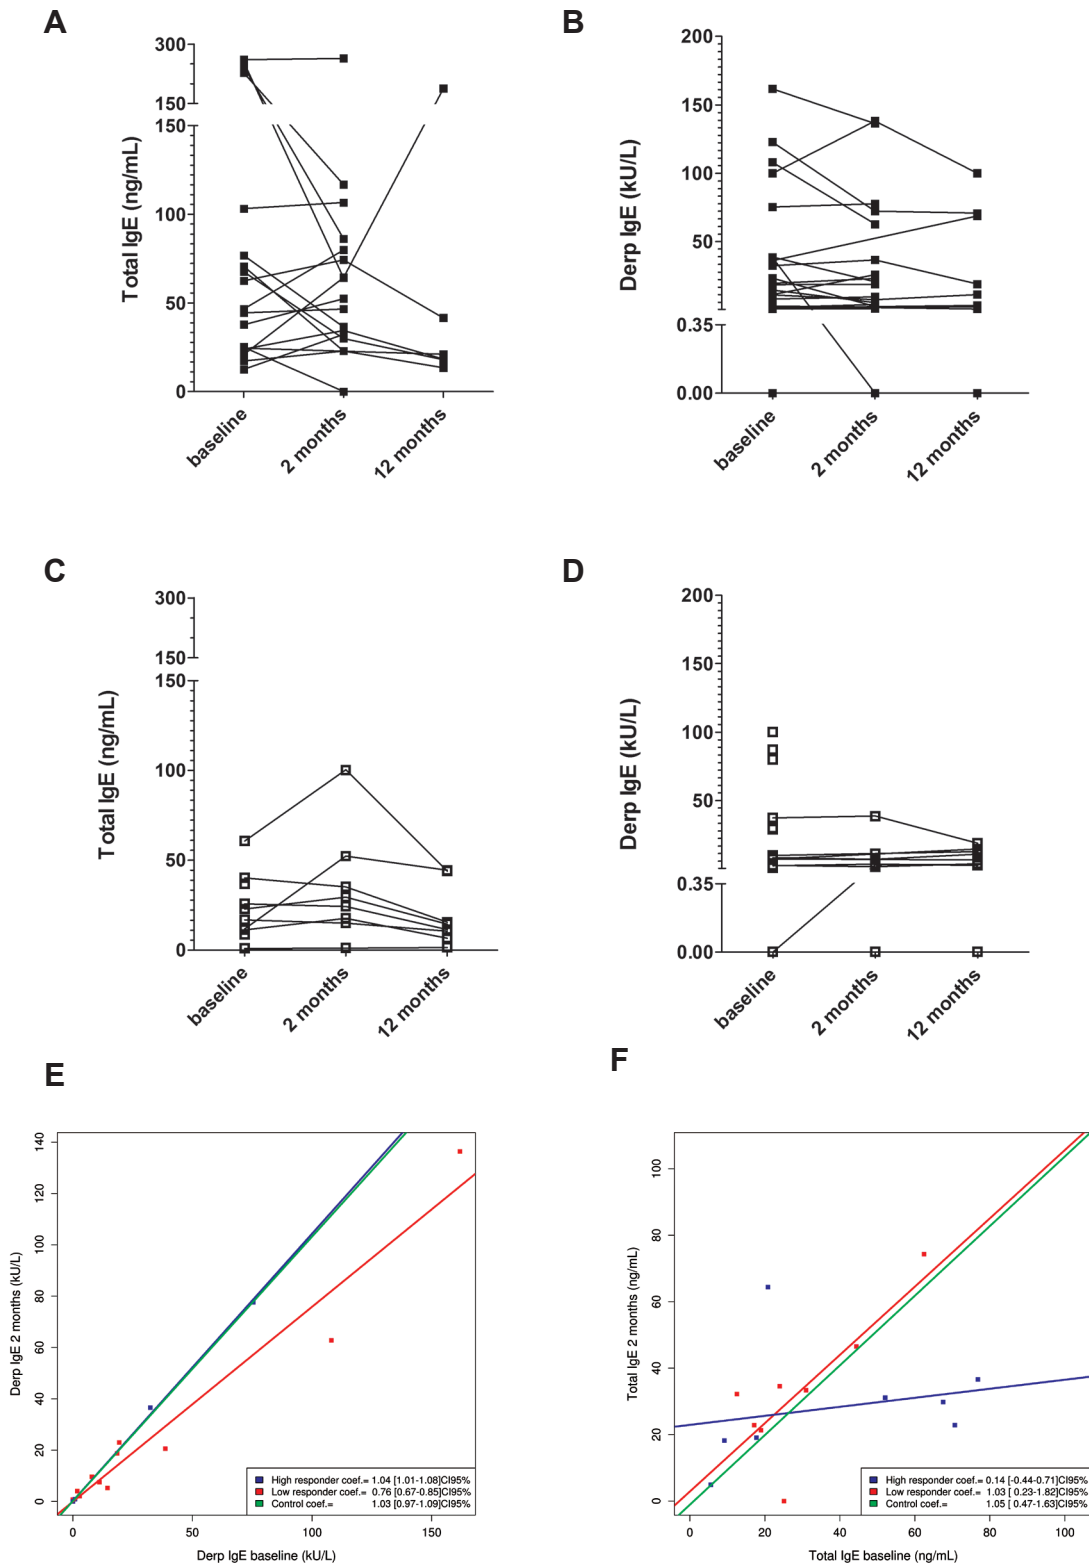 A
B
300
150
150
100
50
0
Total IgE (ng/mL)
baseline
2 months
12 months
200
150
100
50
0.35
0.00
Derp IgE (kU/L)
baseline
2 months
12 months
C
D
300
150
150
100
50
0
Total IgE (ng/mL)
baseline
2 months
12 months
200
150
100
50
0.35
0.00
Derp IgE (kU/L)
baseline
2 months
12 months
E
F
140
120
100
80
60
40
20
0
Derp IgE 2 months (kU/L)
High responder coef.= 1.04 [1.01-1.08]CI95%
Low responder coef.= 0.76 [0.67-0.85]CI95%
Control coef.= 1.03 [0.97-1.09]CI95%
0 50 100 150
Derp IgE baseline (kU/L)
100
80
60
40
20
0
Total IgE 2 months (ng/mL)
High responder coef.= 0.14 [-0.44-0.71]CI95%
Low responder coef.= 1.03 [ 0.23-1.82]CI95%
Control coef.= 1.05 [ 0.47-1.63]CI95%
0 20 40 60 80 100
Total IgE baseline (ng/mL)